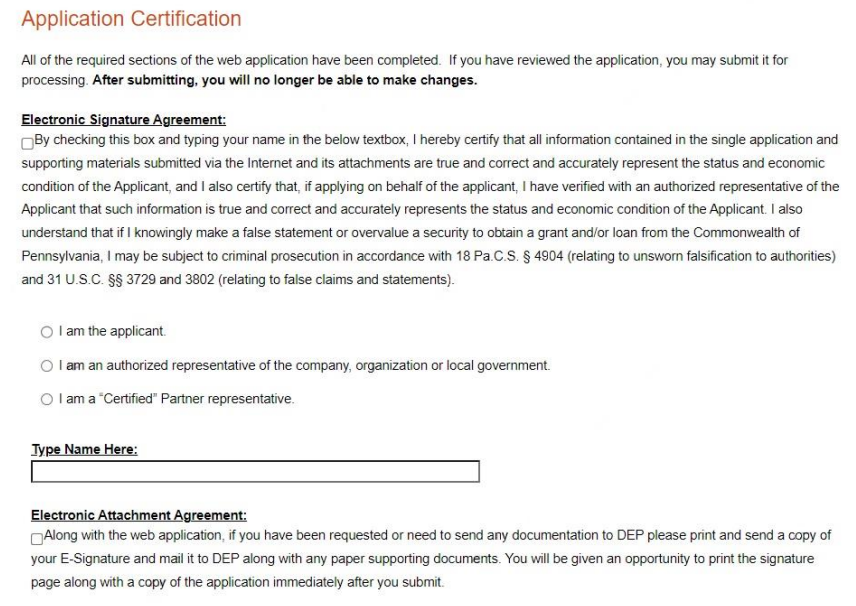 Application Certification
All of the required sections of the web application have been completed. If you have reviewed the application, you may submit it for
processing. After submitting, you will no longer be able to make changes.
Electronic Signature Agreement:
By checking this box and typing your name in the below textbox, I hereby certify that all information contained in the single application and
supporting materials submitted via the Internet and its attachments are true and correct and accurately represent the status and economic
condition of the Applicant, and I also certify that, if applying on behalf of the applicant, I have verified with an authorized representative of the
Applicant that such information is true and correct and accurately represents the status and economic condition of the Applicant. I also
understand that if I knowingly make a false statement or overvalue a security to obtain a grant and/or loan from the Commonwealth of
Pennsylvania, I may be subject to criminal prosecution in accordance with 18 Pa.C.S. § 4904 (relating to unsworn falsification to authorities)
and 31 U.S.C. §§ 3729 and 3802 (relating to false claims and statements).
I am the applicant.
I am an authorized representative of the company, organization or local government.
I am a “Certified” Partner representative.
Type Name Here:
Electronic Attachment Agreement:
Along with the web application, if you have been requested or need to send any documentation to DEP please print and send a copy of
your E-Signature and mail it to DEP along with any paper supporting documents. You will be given an opportunity to print the signature
page along with a copy of the application immediately after you submit.